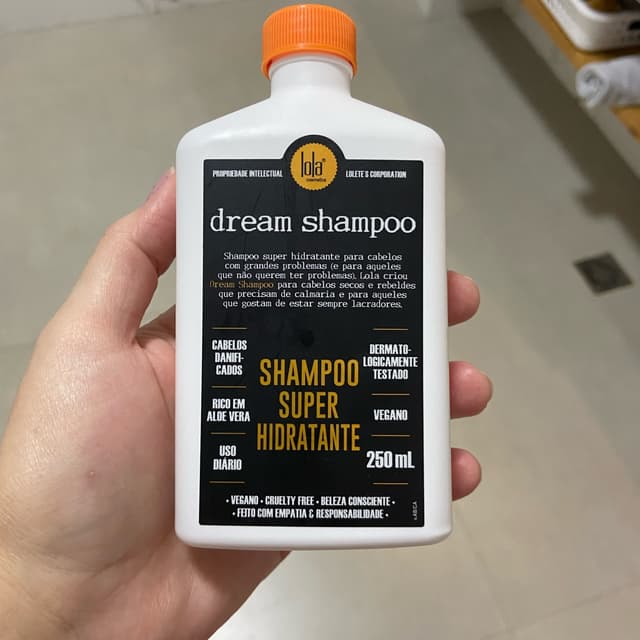 PROPRIEDADE INTELECTUAL
lola
cosmetics
LOLETE'S CORPORATION
dream shampoo
Shampoo super hidratante para cabelos
com grandes problemas (e para aqueles
que não querem ter problemas). Lola criou
Dream Shampoo para cabelos secos e rebeldes
que precisam de calmaria e para aqueles
que gostam de estar sempre lacradores.
CABELOS
DANIFI-
CADOS
RICO EM
ALOE VERA
USO
DIÁRIO
SHAMPOO
SUPER
HIDRATANTE
DERMATO-
LOGICAMENTE
TESTADO
VEGANO
250 mL
• VEGANO • CRUELTY FREE • BELEZA CONSCIENTE •
• FEITO COM EMPATIA & RESPONSABILIDADE •